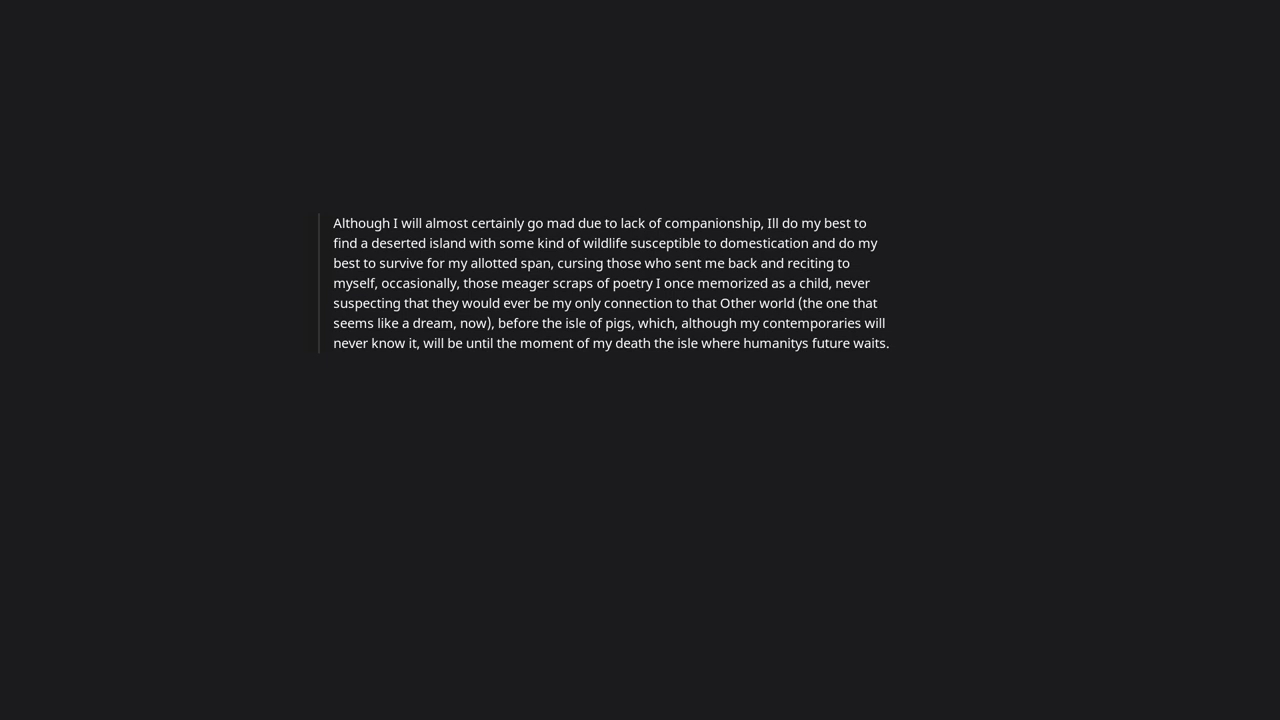 Although I will almost certainly go mad due to lack of companionship, Ill do my best to
find a deserted island with some kind of wildlife susceptible to domestication and do my
best to survive for my allotted span, cursing those who sent me back and reciting to
myself, occasionally, those meager scraps of poetry I once memorized as a child, never
suspecting that they would ever be my only connection to that Other world (the one that
seems like a dream, now), before the isle of pigs, which, although my contemporaries will
never know it, will be until the moment of my death the isle where humanitys future waits.